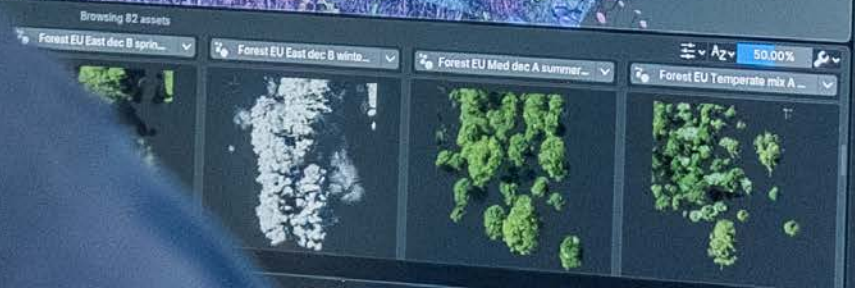 Browsing 82 assets
AZ 50.00%
Forest EU East dec B sprin...
Forest EU East dec B winte...
Forest EU Med dec A summer...
Forest EU Temperate mix A ...